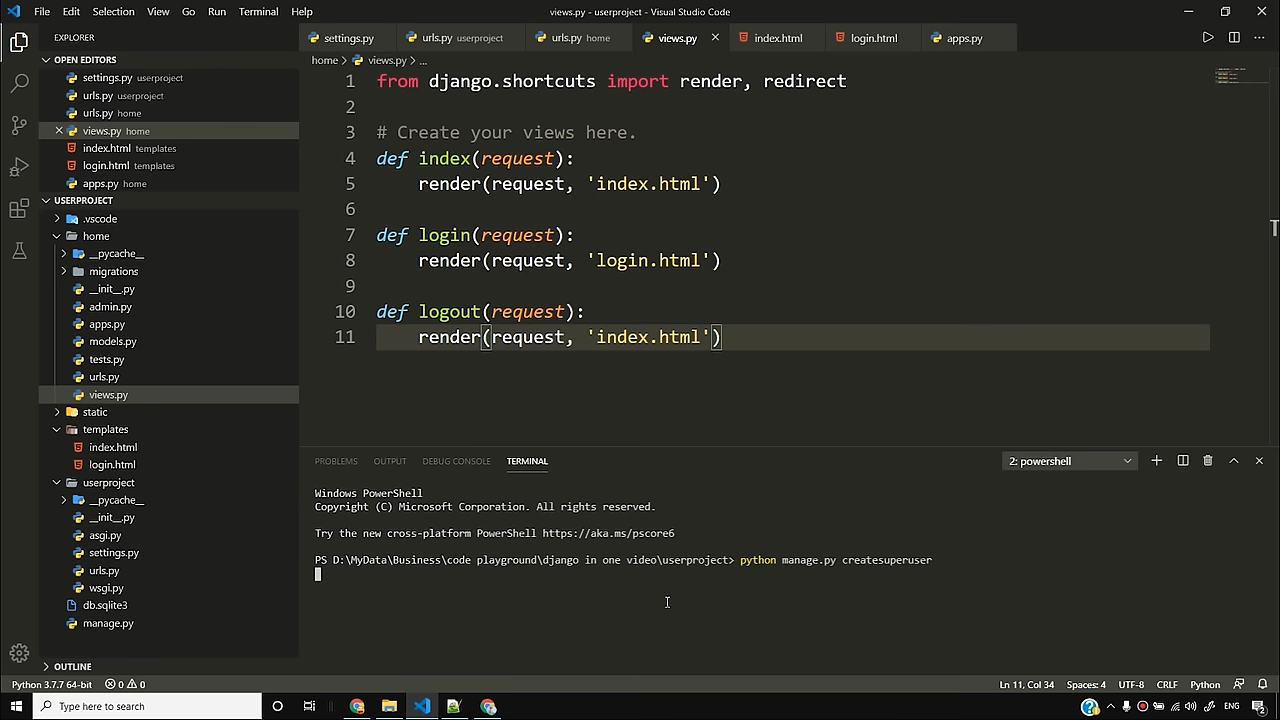 File Edit Selection View Go Run Terminal Help
views.py - userproject - Visual Studio Code
EXPLORER
OPEN EDITORS
settings.py userproject
urls.py userproject
urls.py home
views.py home
index.html templates
login.html templates
apps.py home
USERPROJECT
.vscode
home
__pycache__
migrations
__init__.py
admin.py
apps.py
models.py
tests.py
urls.py
views.py
static
templates
index.html
login.html
userproject
__pycache__
__init__.py
asgi.py
settings.py
urls.py
wsgi.py
db.sqlite3
manage.py
OUTLINE
settings.py urls.py userproject urls.py home views.py index.html login.html apps.py
home > views.py > ...
1 from django.shortcuts import render, redirect
2
3 # Create your views here.
4 def index(request):
5     render(request, 'index.html')
6
7 def login(request):
8     render(request, 'login.html')
9
10 def logout(request):
11     render(request, 'index.html')
PROBLEMS OUTPUT DEBUG CONSOLE TERMINAL
2: powershell
Windows PowerShell
Copyright (C) Microsoft Corporation. All rights reserved.
Try the new cross-platform PowerShell https://aka.ms/pscore6
PS D:\MyData\Business\code playground\django in one video\userproject> python manage.py createsuperuser
Python 3.7.7 64-bit 0 0
Ln 11, Col 34 Spaces: 4 UTF-8 CRLF Python
Type here to search
ENG